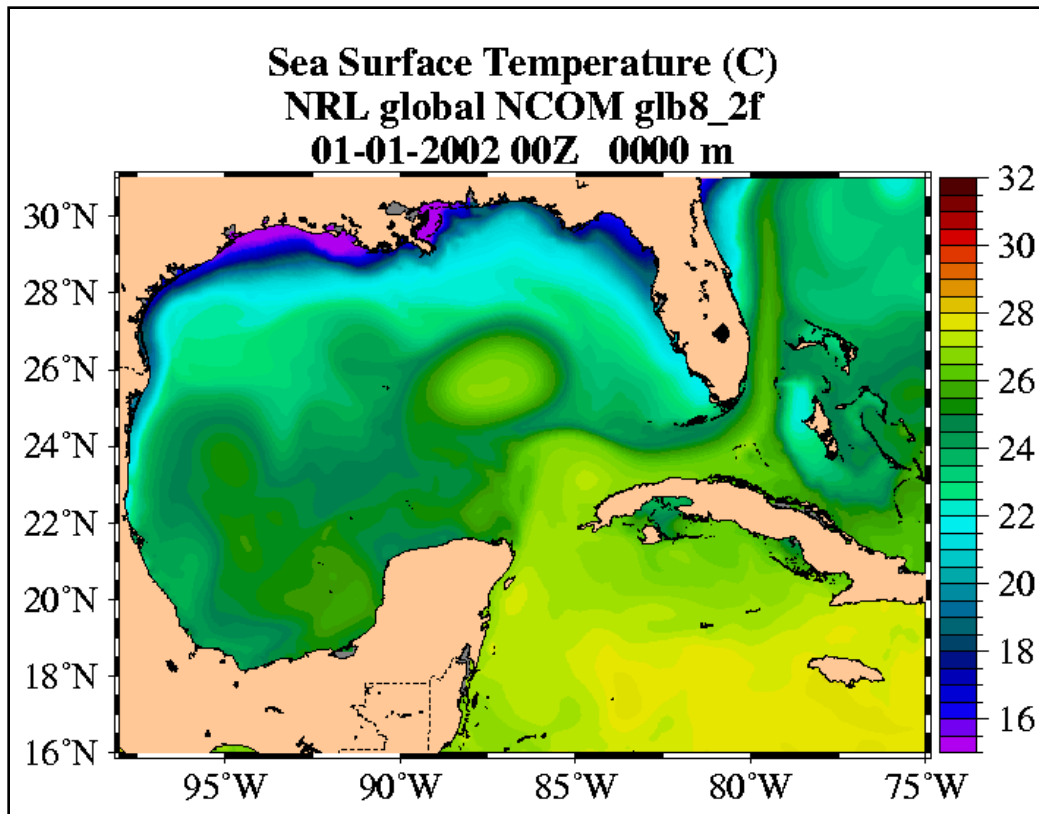 Sea Surface Temperature (C)
NRL global NCOM glb8_2f
01-01-2002 00Z 0000 m
30°N
28°N
26°N
24°N
22°N
20°N
18°N
16°N
95°W
90°W
85°W
80°W
75°W
32
30
28
26
24
22
20
18
16